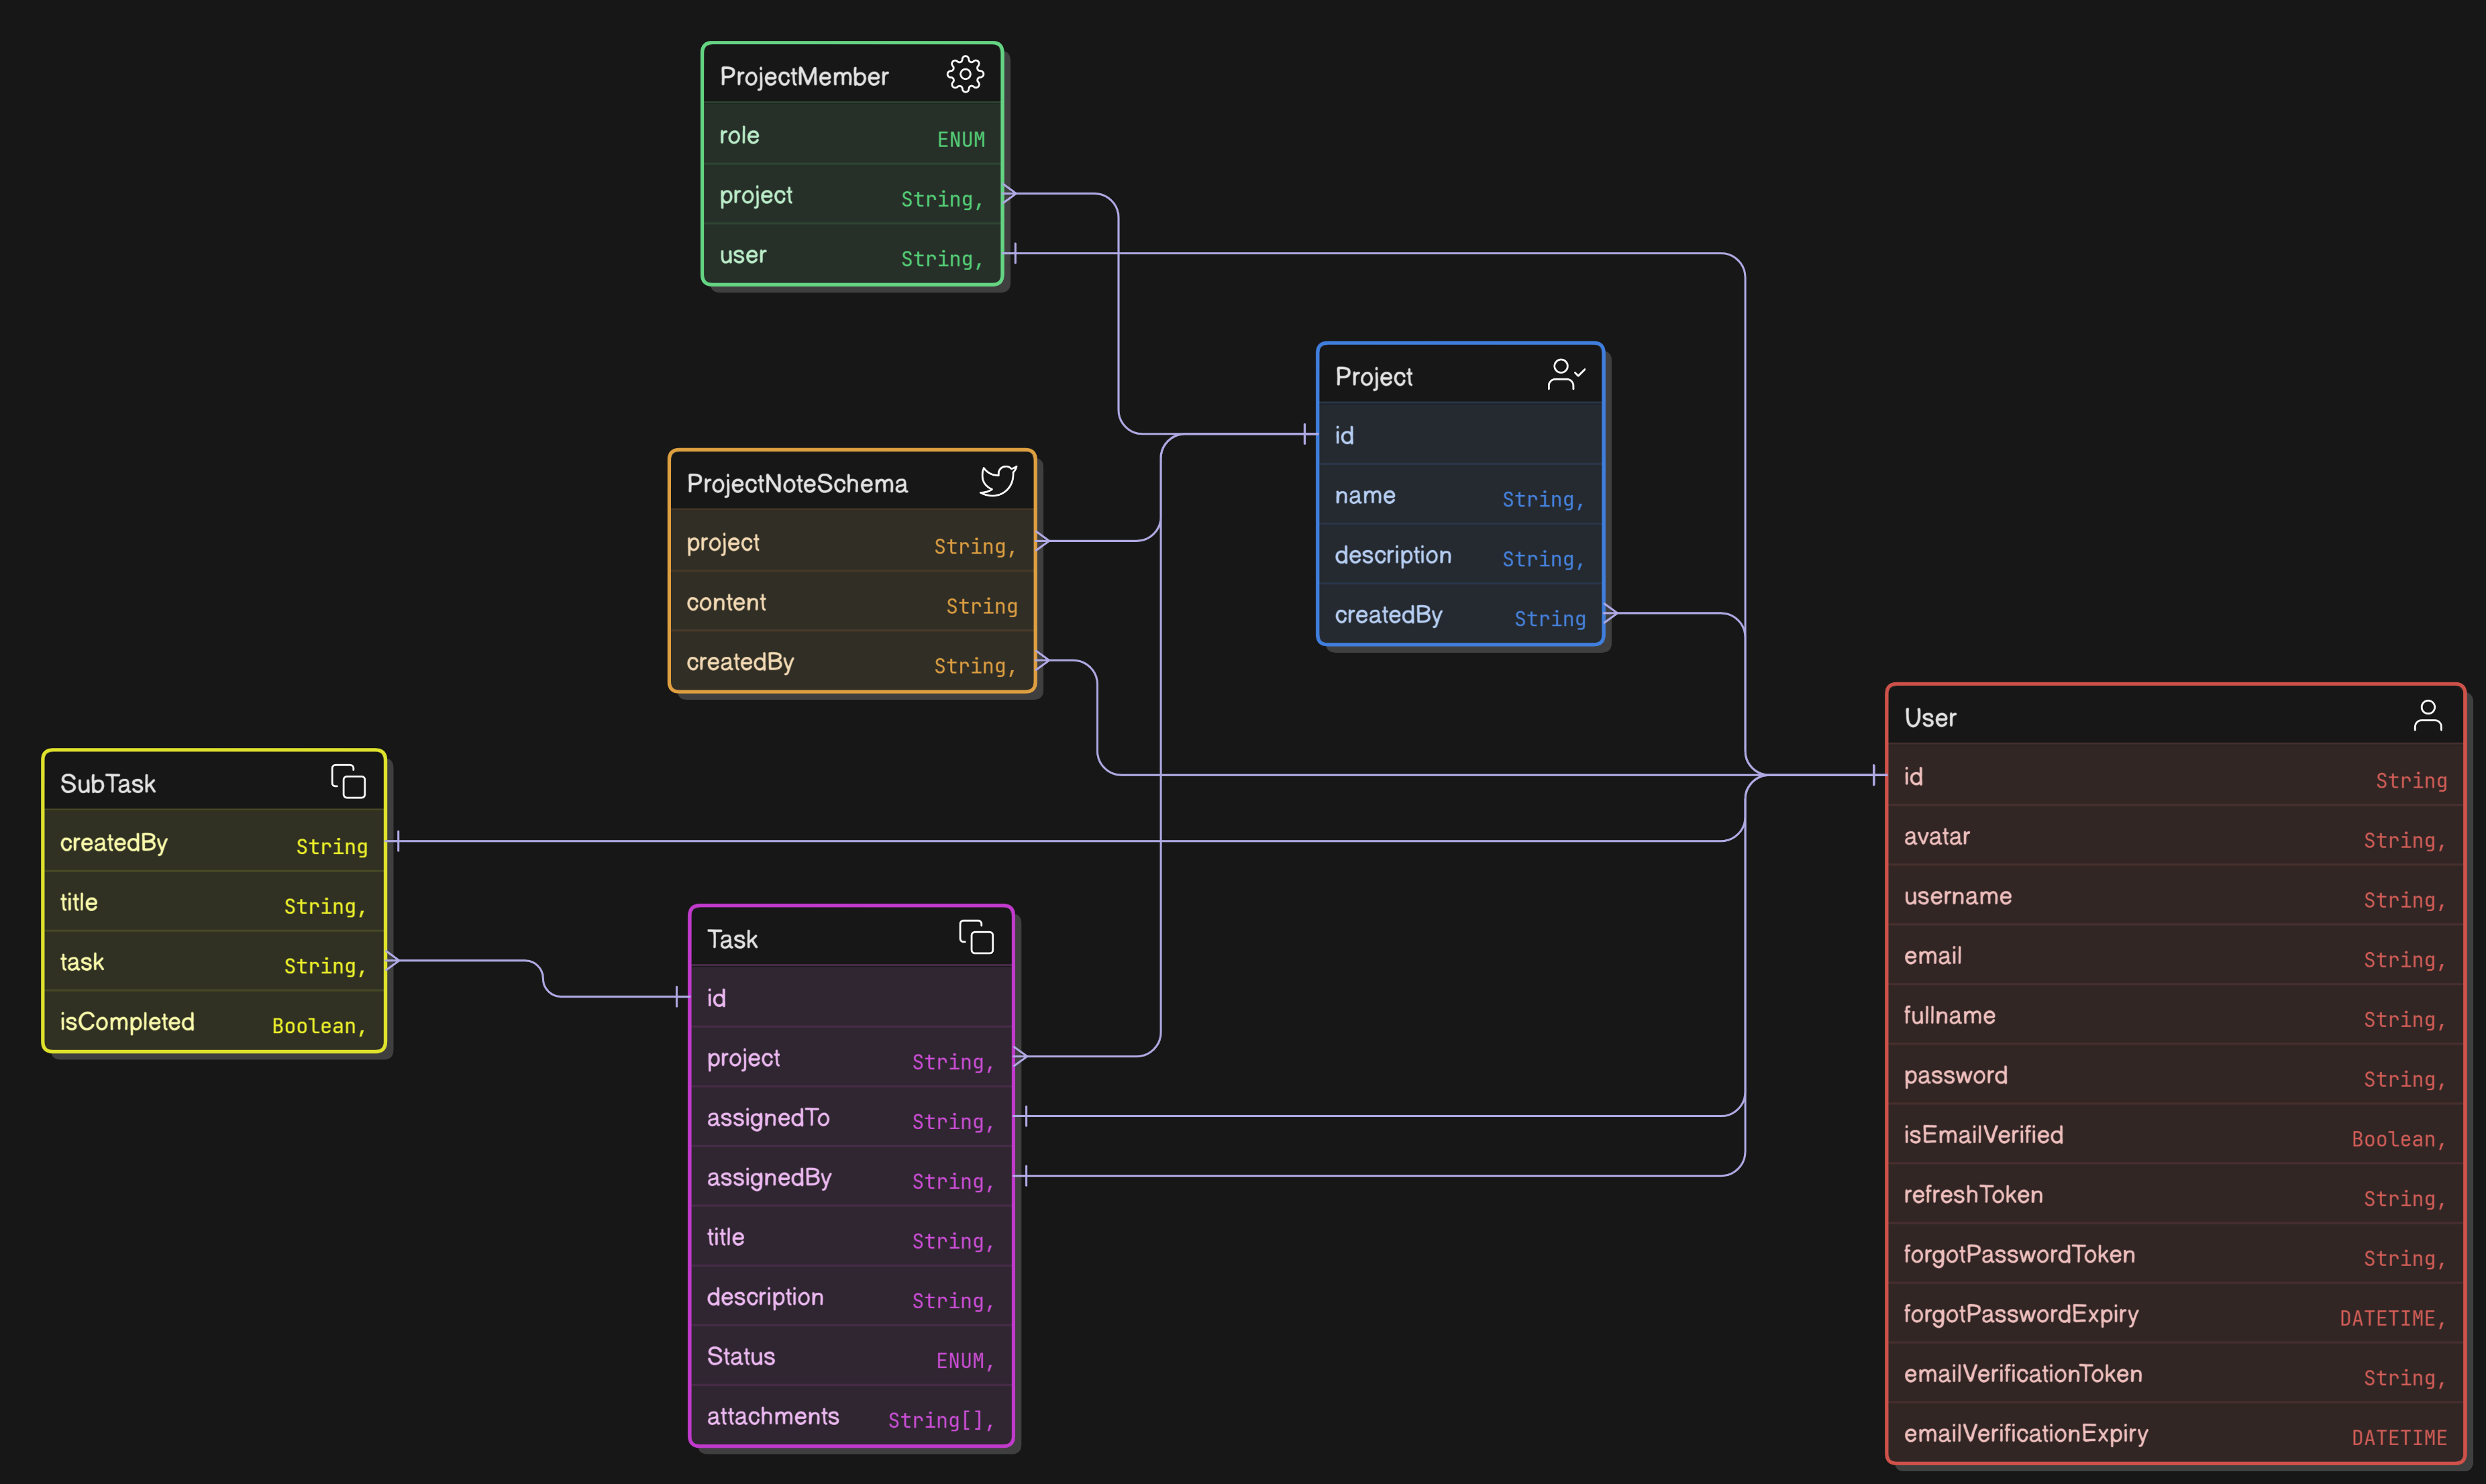 ProjectMember
role ENUM
project String,
user String,
Project
id
name String,
description String,
createdBy String
ProjectNoteSchema
project String,
content String
createdBy String,
User
id String
avatar String,
username String,
email String,
fullname String,
password String,
isEmailVerified Boolean,
refreshToken String,
forgotPasswordToken String,
forgotPasswordExpiry DATETIME,
emailVerificationToken String,
emailVerificationExpiry DATETIME
SubTask
createdBy String
title String,
task String,
isCompleted Boolean,
Task
id
project String,
assignedTo String,
assignedBy String,
title String,
description String,
Status ENUM,
attachments String[],